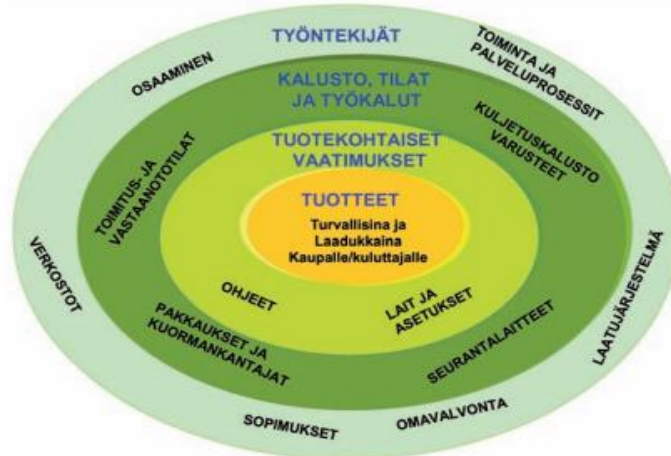 TYÖNTEKIJÄT
OSAAMINEN
TOIMINTA JA
PALVELUPROSESSIT
KALUSTO, TILAT
JA TYÖKALUT
KULJETUSKALUSTO
VARUSTEET
TOIMITUS- JA
VASTAANOTOTILAT
TUOTEKOHTAISET
VAATIMUKSET
TUOTTEET
Turvallisina ja
Laadukkaina
Kaupalle/kuluttajalle
VERKOSTOT
LAATUJÄRJESTELMÄ
OHJEET
LAIT JA
ASETUKSET
PAKKAUKSET JA
KUORMANKANTAJAT
SEURANTALAITTEET
SOPIMUKSET
OMAVALVONTA